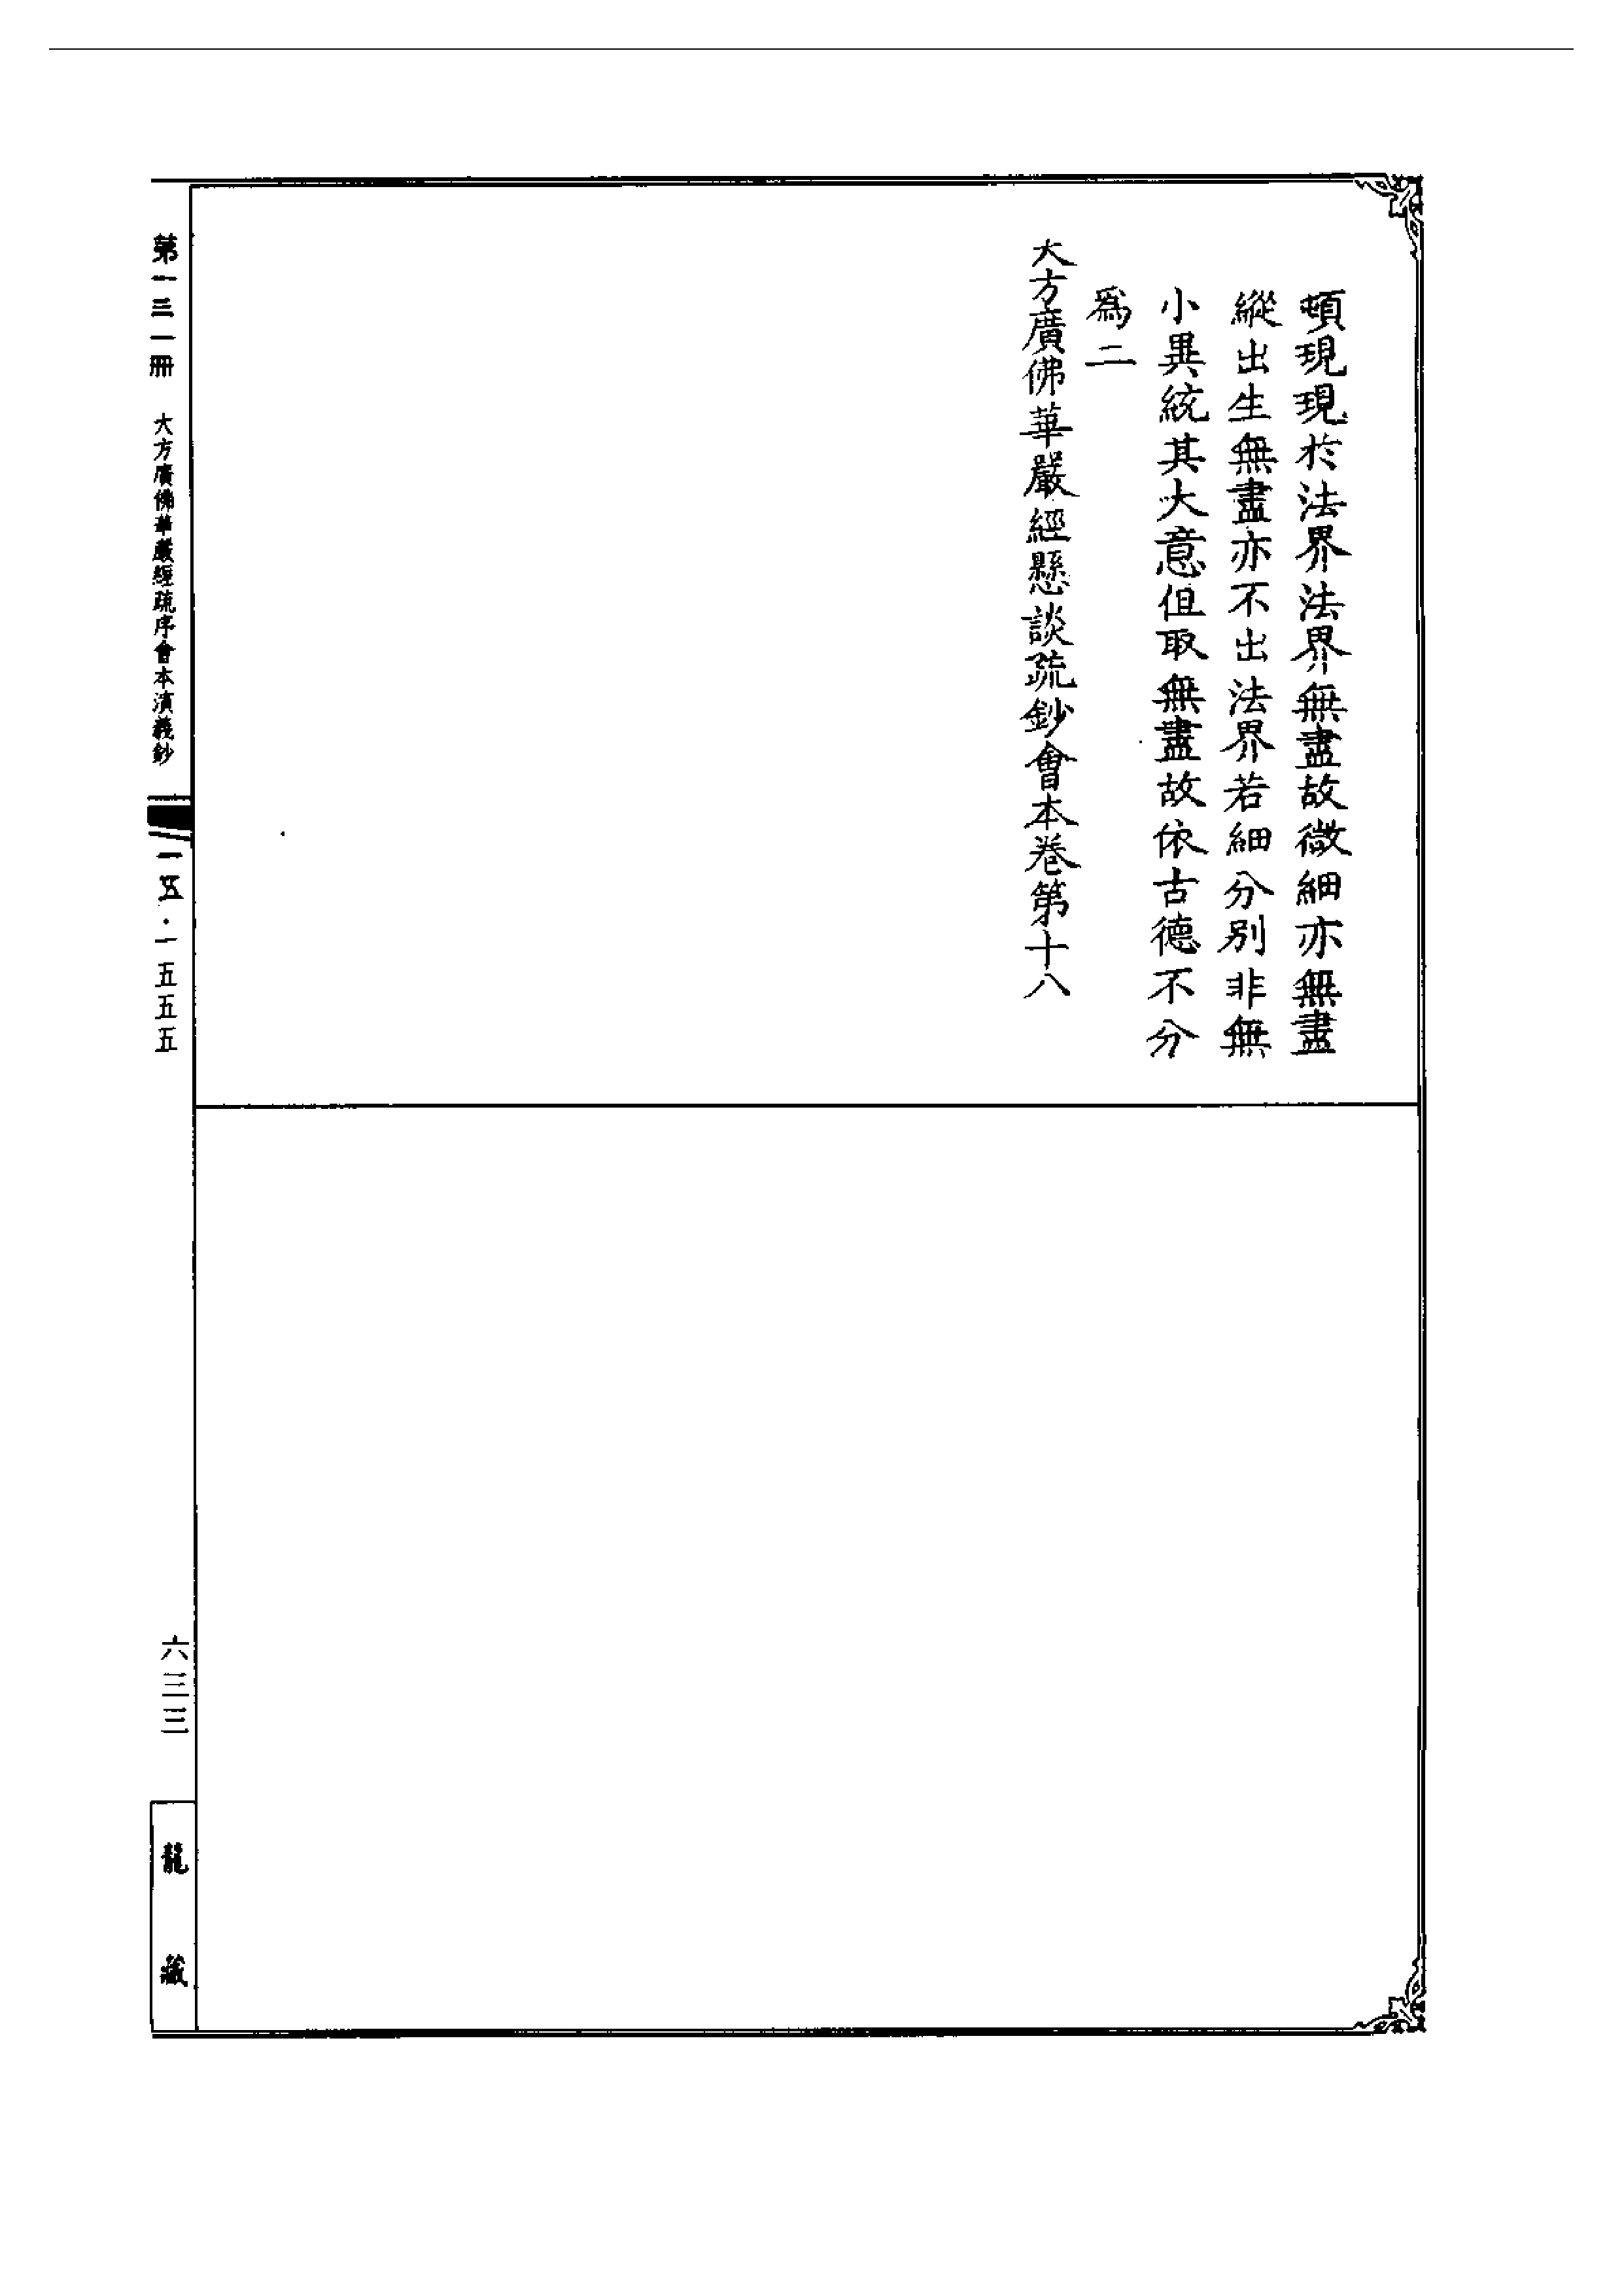 頓現現於法界法界無盡故微細亦無盡
縱出生無盡亦不出法界若細分別非無
小異統其大意但取無盡故依古德不分
為二
大方廣佛華嚴經懸談疏鈔會本卷第十八
第一三一冊 大方廣佛華嚴經疏序會本演義鈔
一五五五
六三三
龍藏